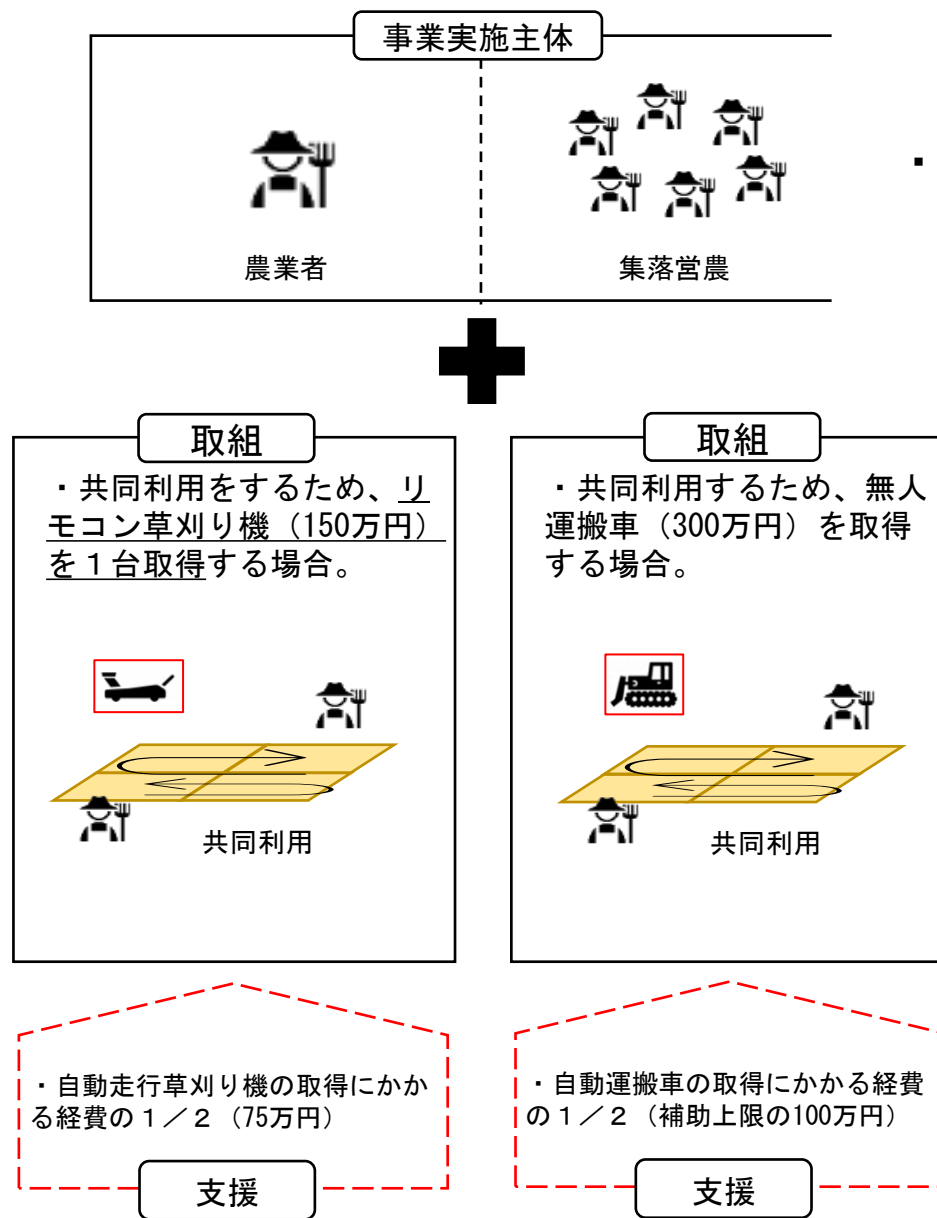 事業実施主体
農業者
集落営農
・
取組
・共同利用をするため、リ
モコン草刈り機（150万円）
を１台取得する場合。
共同利用
取組
・共同利用するため、無人
運搬車（300万円）を取得
する場合。
共同利用
・自動走行草刈り機の取得にかか
る経費の１／２（75万円）
支援
・自動運搬車の取得にかかる経費
の１／２（補助上限の100万円）
支援